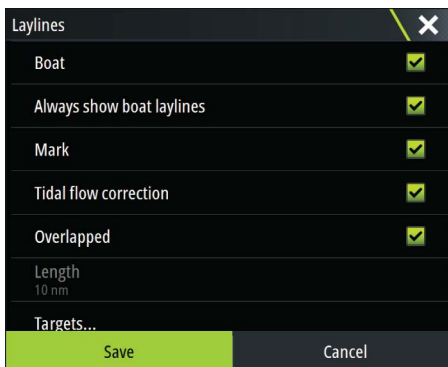 Laylines
Boat
Always show boat laylines
Mark
Tidal flow correction
Overlapped
Length
10 nm
Targets...
Save
Cancel